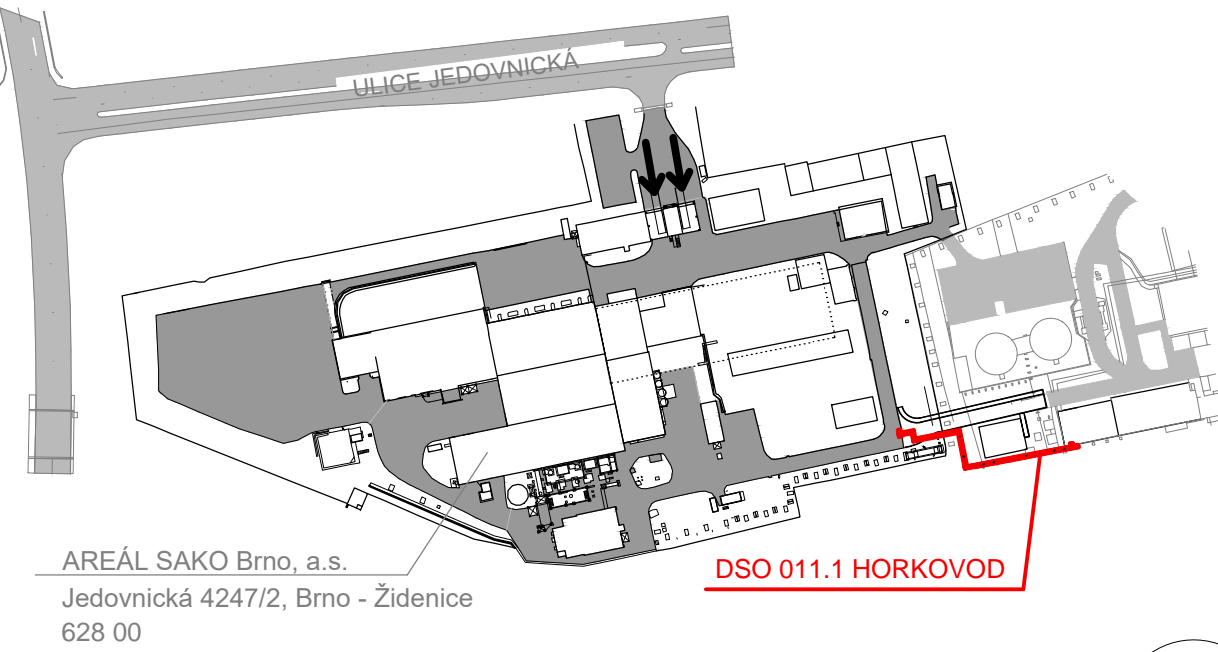 ULICE JEDOVNICKÁ
AREÁL SAKO Brno, a.s.
Jedovnická 4247/2, Brno - Židenice
628 00
DSO 011.1 HORKOVOD